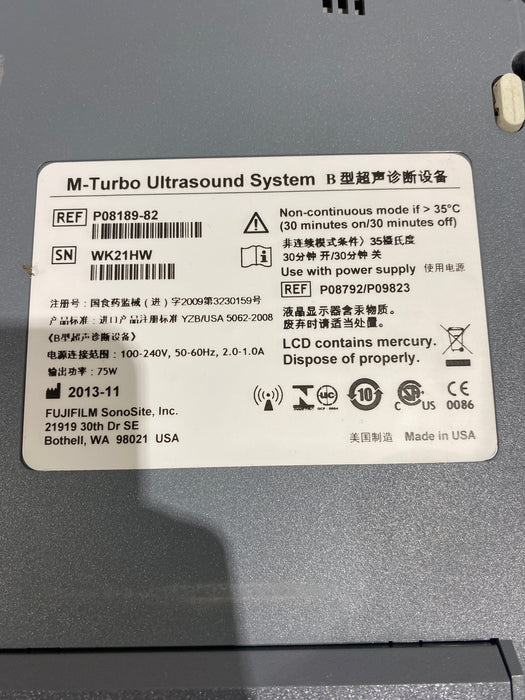 M-Turbo Ultrasound System B型超声诊断设备
REF P08189-82
SN WK21HW
注册号：国食药监械（进）字2009第3230159号
产品标准：进口产品注册标准 YZB/USA 5062-2008
《B型超声诊断设备》
电源连接范围：100-240V, 50-60Hz, 2.0-1.0A
输出功率：75W
2013-11
FUJIFILM SonoSite, Inc.
21919 30th Dr SE
Bothell, WA 98021 USA
Non-continuous mode if > 35°C
(30 minutes on/30 minutes off)
非连续模式条件〉35摄氏度
30分钟 开/30分钟 关
Use with power supply 使用电源
REF P08792/P09823
液晶显示器含汞物质。
废弃时请适当处置。
LCD contains mercury.
Dispose of properly.
10
C US
CE 0086
美国制造 Made in USA